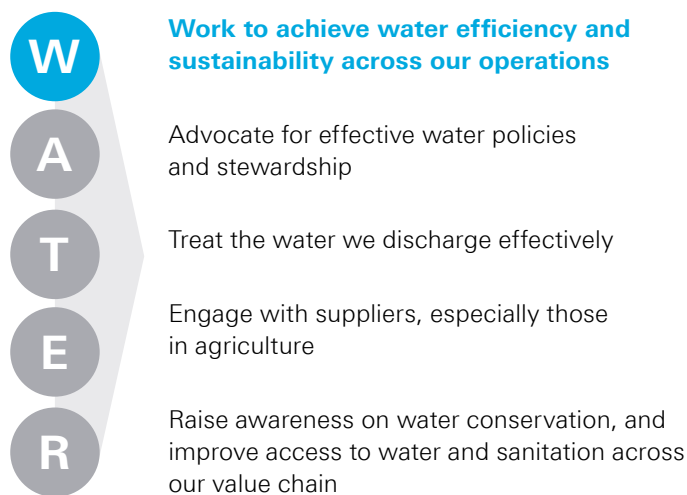 W
Work to achieve water efficiency and
sustainability across our operations
A
Advocate for effective water policies
and stewardship
T
Treat the water we discharge effectively
E
Engage with suppliers, especially those
in agriculture
R
Raise awareness on water conservation, and
improve access to water and sanitation across
our value chain